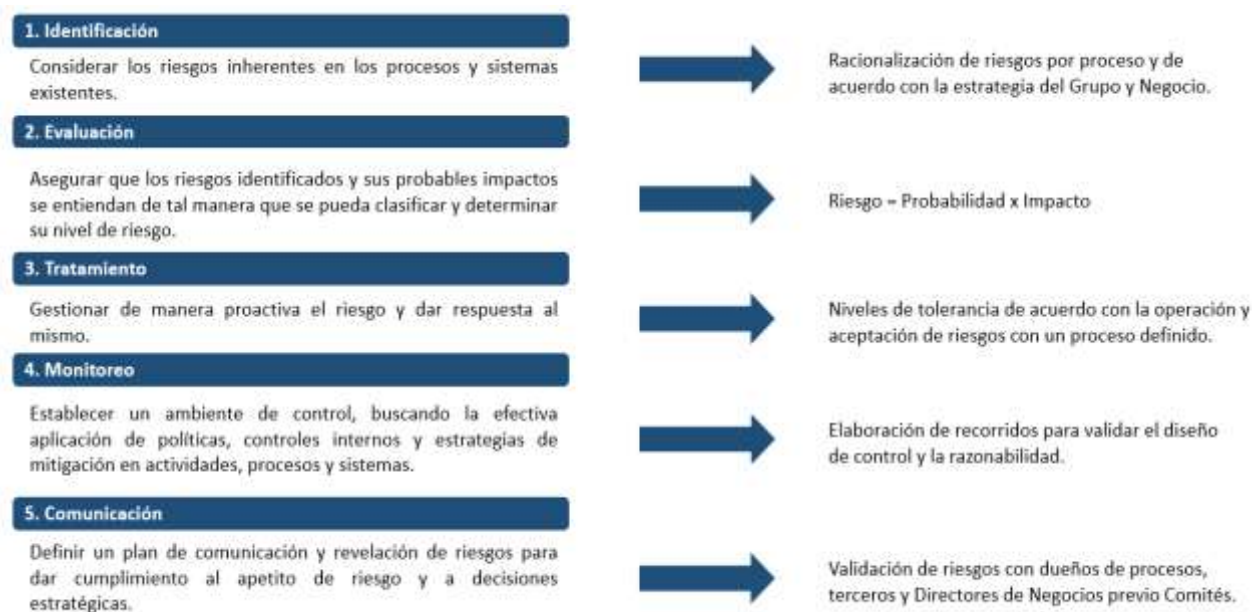 1. Identificación
Considerar los riesgos inherentes en los procesos y sistemas
existentes.
Racionalización de riesgos por proceso y de
acuerdo con la estrategia del Grupo y Negocio.
2. Evaluación
Asegurar que los riesgos identificados y sus probables impactos
se entiendan de tal manera que se pueda clasificar y determinar
su nivel de riesgo.
Riesgo = Probabilidad x Impacto
3. Tratamiento
Gestionar de manera proactiva el riesgo y dar respuesta al
mismo.
Niveles de tolerancia de acuerdo con la operación y
aceptación de riesgos con un proceso definido.
4. Monitoreo
Establecer un ambiente de control, buscando la efectiva
aplicación de políticas, controles internos y estrategias de
mitigación en actividades, procesos y sistemas.
Elaboración de recorridos para validar el diseño
de control y la razonabilidad.
5. Comunicación
Definir un plan de comunicación y revelación de riesgos para
dar cumplimiento al apetito de riesgo y a decisiones
estratégicas.
Validación de riesgos con dueños de procesos,
terceros y Directores de Negocios previo Comités.